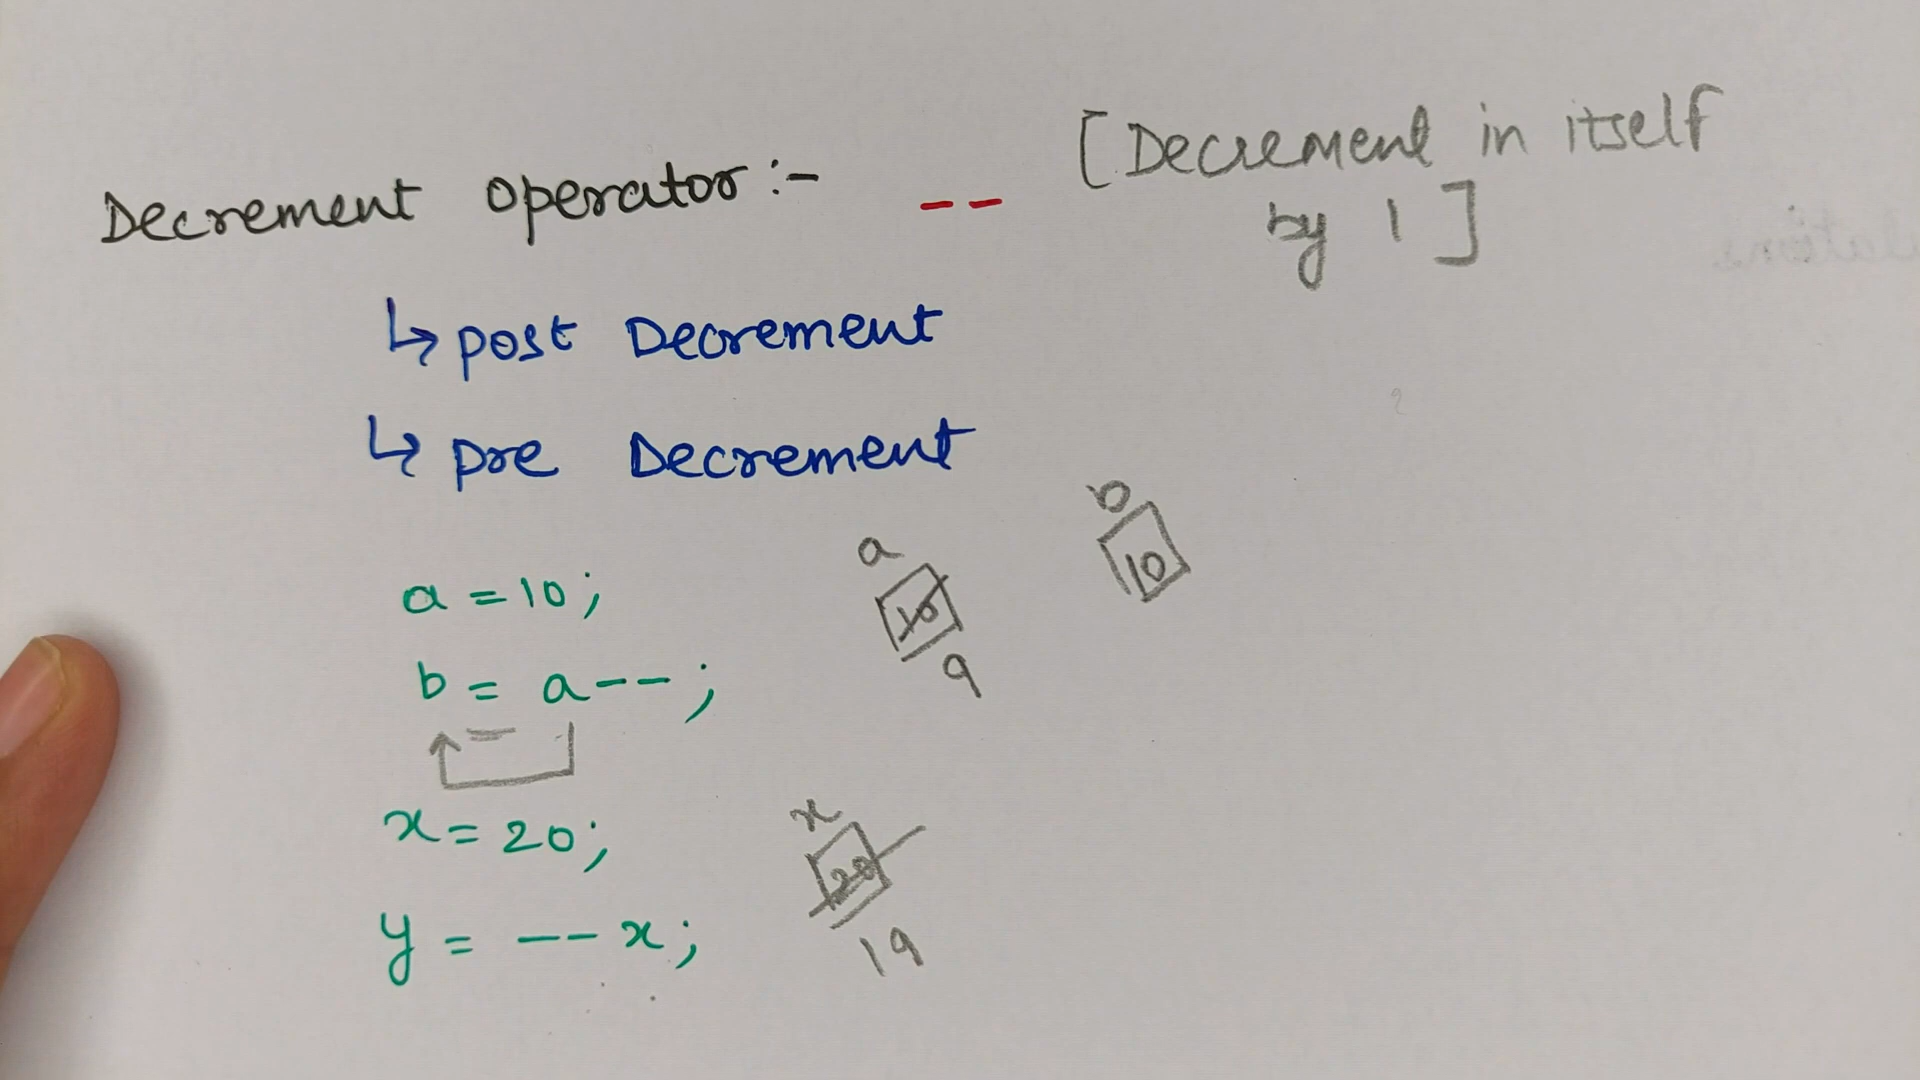 Decrement operator :- -- [Decrement in itself
by 1]
↳ post Decrement
↳ pre Decrement
a = 10;
b = a--;
a
10
9
b
10
x = 20;
y = --x;
x
20
19